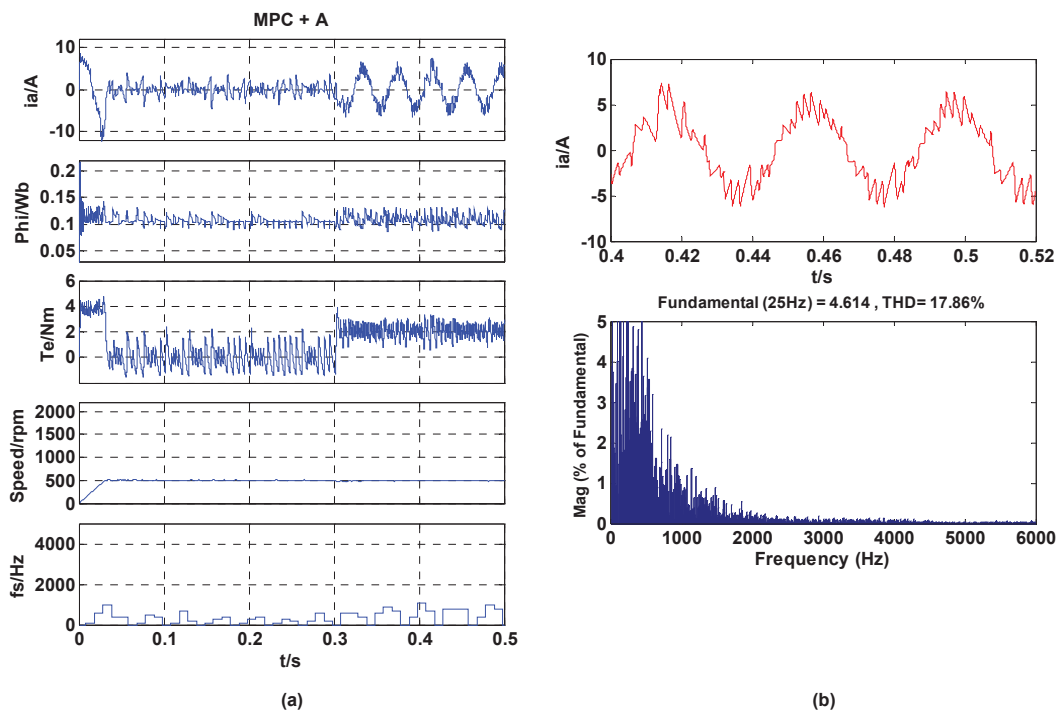 MPC + A
10
0
-10
ia/A
0.2
0.15
0.1
0.05
Phi/Wb
6
4
2
0
Te/Nm
2000
1500
1000
500
0
Speed/rpm
4000
2000
0
fs/Hz
0 0.1 0.2 0.3 0.4 0.5
t/s
(a)
10
5
0
-5
-10
ia/A
0.4 0.42 0.44 0.46 0.48 0.5 0.52
t/s
Fundamental (25Hz) = 4.614 , THD= 17.86%
5
4
3
2
1
0
Mag (% of Fundamental)
0 1000 2000 3000 4000 5000 6000
Frequency (Hz)
(b)